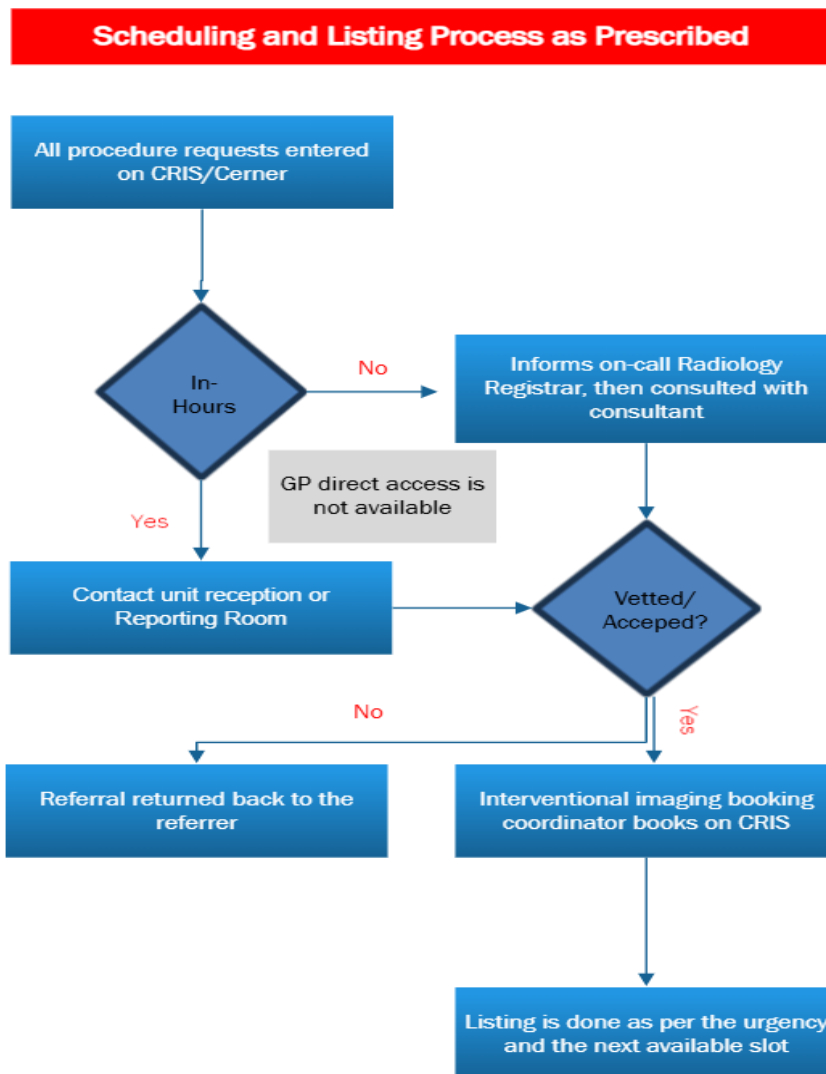 Scheduling and Listing Process as Prescribed
All procedure requests entered
on CRIS/Cerner
In-
Hours
No
Informs on-call Radiology
Registrar, then consulted with
consultant
GP direct access is
not available
Yes
Contact unit reception or
Reporting Room
Vetted/
Acceped?
No
Yes
Referral returned back to the
referrer
Interventional imaging booking
coordinator books on CRIS
Listing is done as per the urgency
and the next available slot